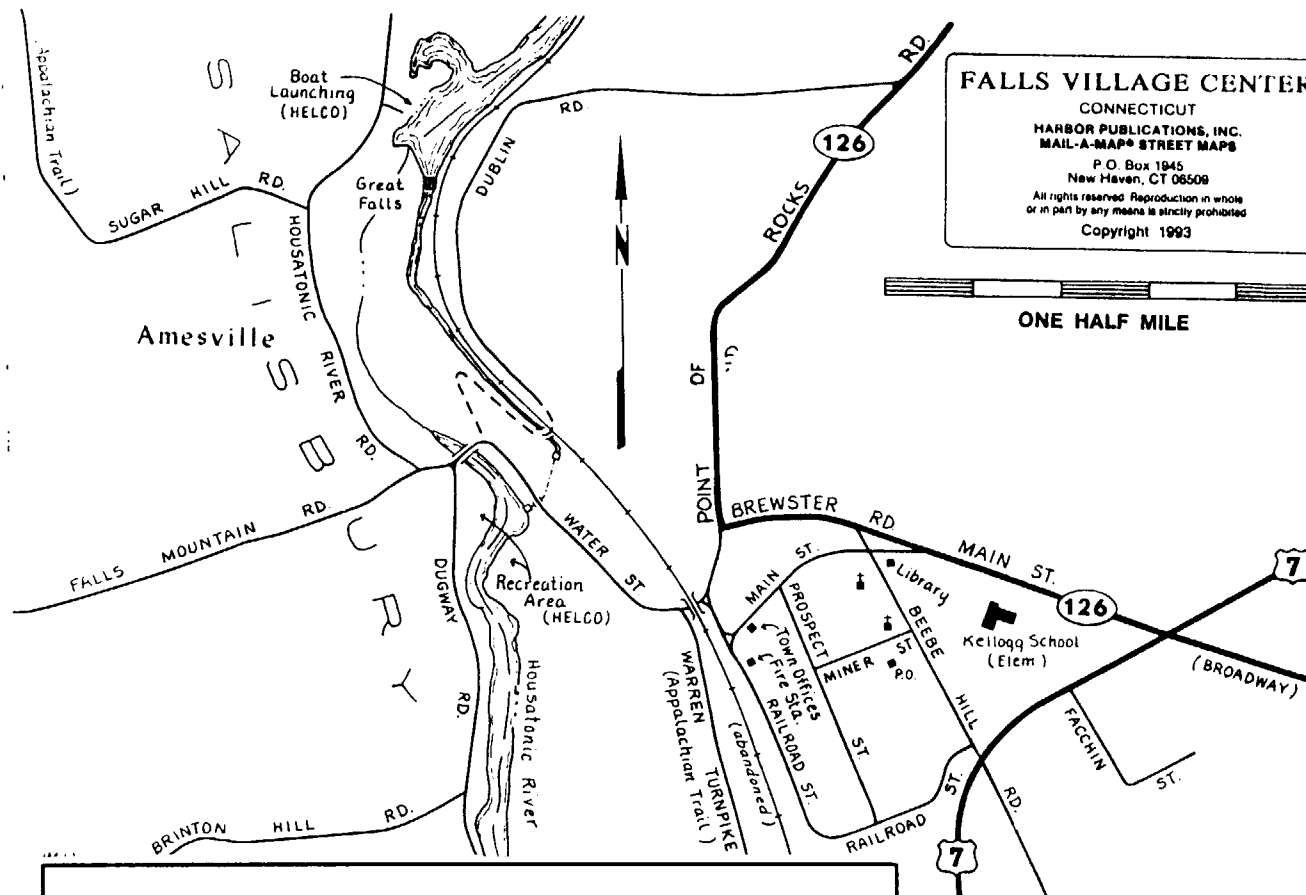 FALLS VILLAGE CENTER
CONNECTICUT
HARBOR PUBLICATIONS, INC.
MAIL-A-MAP® STREET MAPS
P.O. Box 1945
New Haven, CT 06509
All rights reserved. Reproduction in whole
or in part by any means is strictly prohibited
Copyright 1993
ONE HALF MILE
N
(Appalachian Trail)
Boat
Launching
(HELCO)
Great
Falls
SUGAR HILL RD.
HOUSATONIC RIVER RD.
Amesville
SALISBURY
DUBLIN RD.
POINT OF ROCKS RD.
126
FALLS MOUNTAIN RD.
DUGWAY RD.
Recreation
Area
(HELCO)
WATER ST
Housatonic River
BRINTON HILL RD.
WARREN TURNPIKE
(Appalachian Trail)
(abandoned)
BREWSTER RD.
MAIN ST.
MAIN ST.
126
(BROADWAY)
7
Library
PROSPECT ST.
MINER ST
P.O.
BEEBE HILL RD.
Kellogg School
(Elem)
Town Offices
Fire Sta.
RAILROAD ST.
RAILROAD ST.
FACCHIN ST.
7